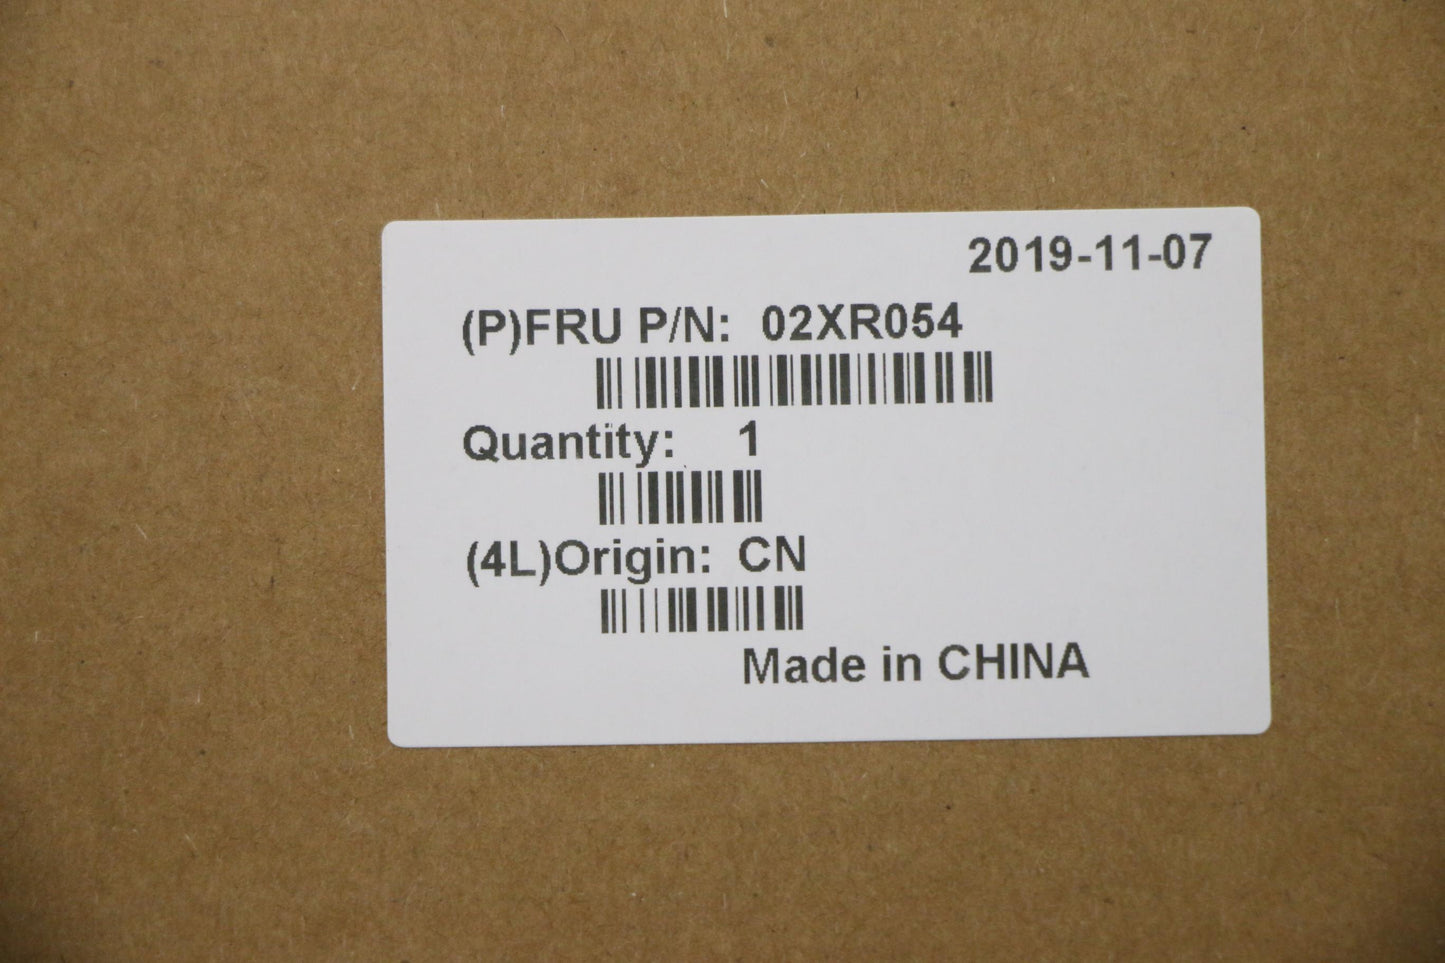 2019-11-07
(P)FRU P/N: 02XR054
Quantity: 1
(4L)Origin: CN
Made in CHINA